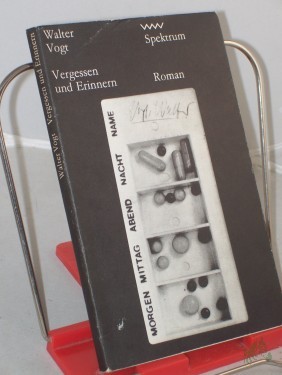 Walter
Vogt
Spektrum
Vergessen
und Erinnern
Roman
Walter Vogt Vergessen und Erinnern
MORGEN MITTAG ABEND NACHT NAME